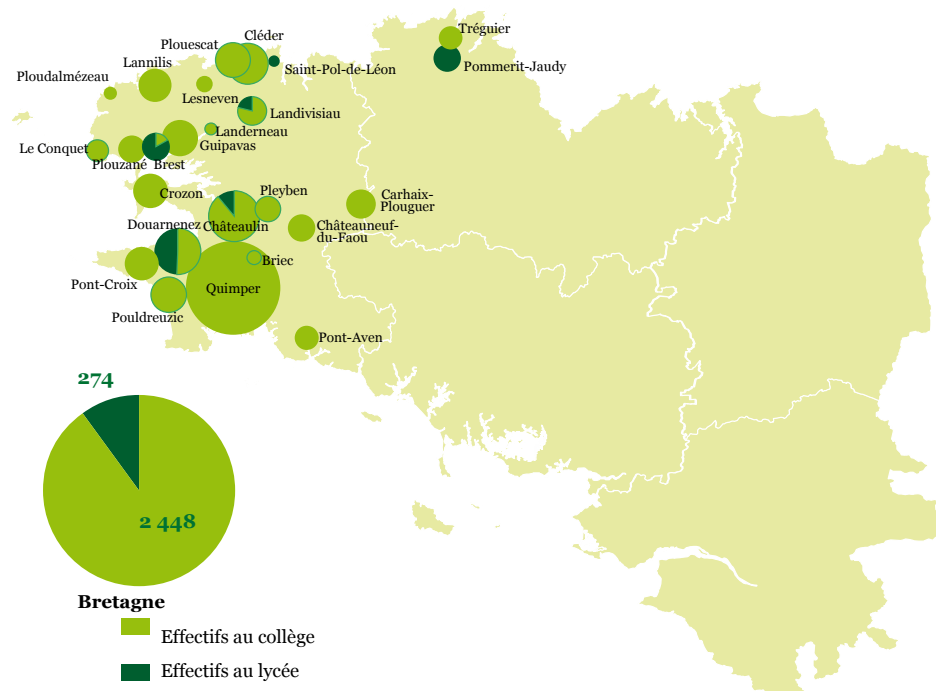 Tréguier
Cléder
Plouescat
Lannilis
Saint-Pol-de-Léon
Pommerit-Jaudy
Ploudalmézeau
Lesneven
Landivisiau
Landerneau
Guipavas
Le Conquet
Plouzané
Brest
Crozon
Pleyben
Carhaix-
Plouguer
Douarnenez
Châteaulin
Châteauneuf-
du-Faou
Briec
Pont-Croix
Quimper
Pouldreuzic
Pont-Aven
274
2 448
Bretagne
Effectifs au collège
Effectifs au lycée